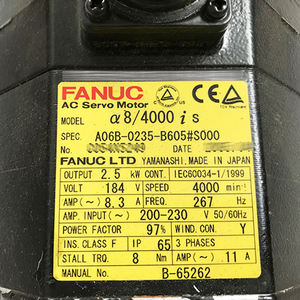 FANUC
AC Servo Motor
MODEL α8/4000 is
SPEC. A06B-0235-B605#S000
NO. C054X5249 DATE
FANUC LTD YAMANASHI, MADE IN JAPAN
OUTPUT 2.5 kW CONT. IEC60034-1/1999
VOLT 184 V SPEED 4000 min-1
AMP(~) 8.3 A FREQ. 267 Hz
AMP. INPUT(~) 200-230 V 50/60Hz
POWER FACTOR 97% WIND. CON. Y
INS. CLASS F IP 65 3 PHASES
STALL TRQ. 8 Nm AMP(~) 11 A
MANUAL NO. B-65262